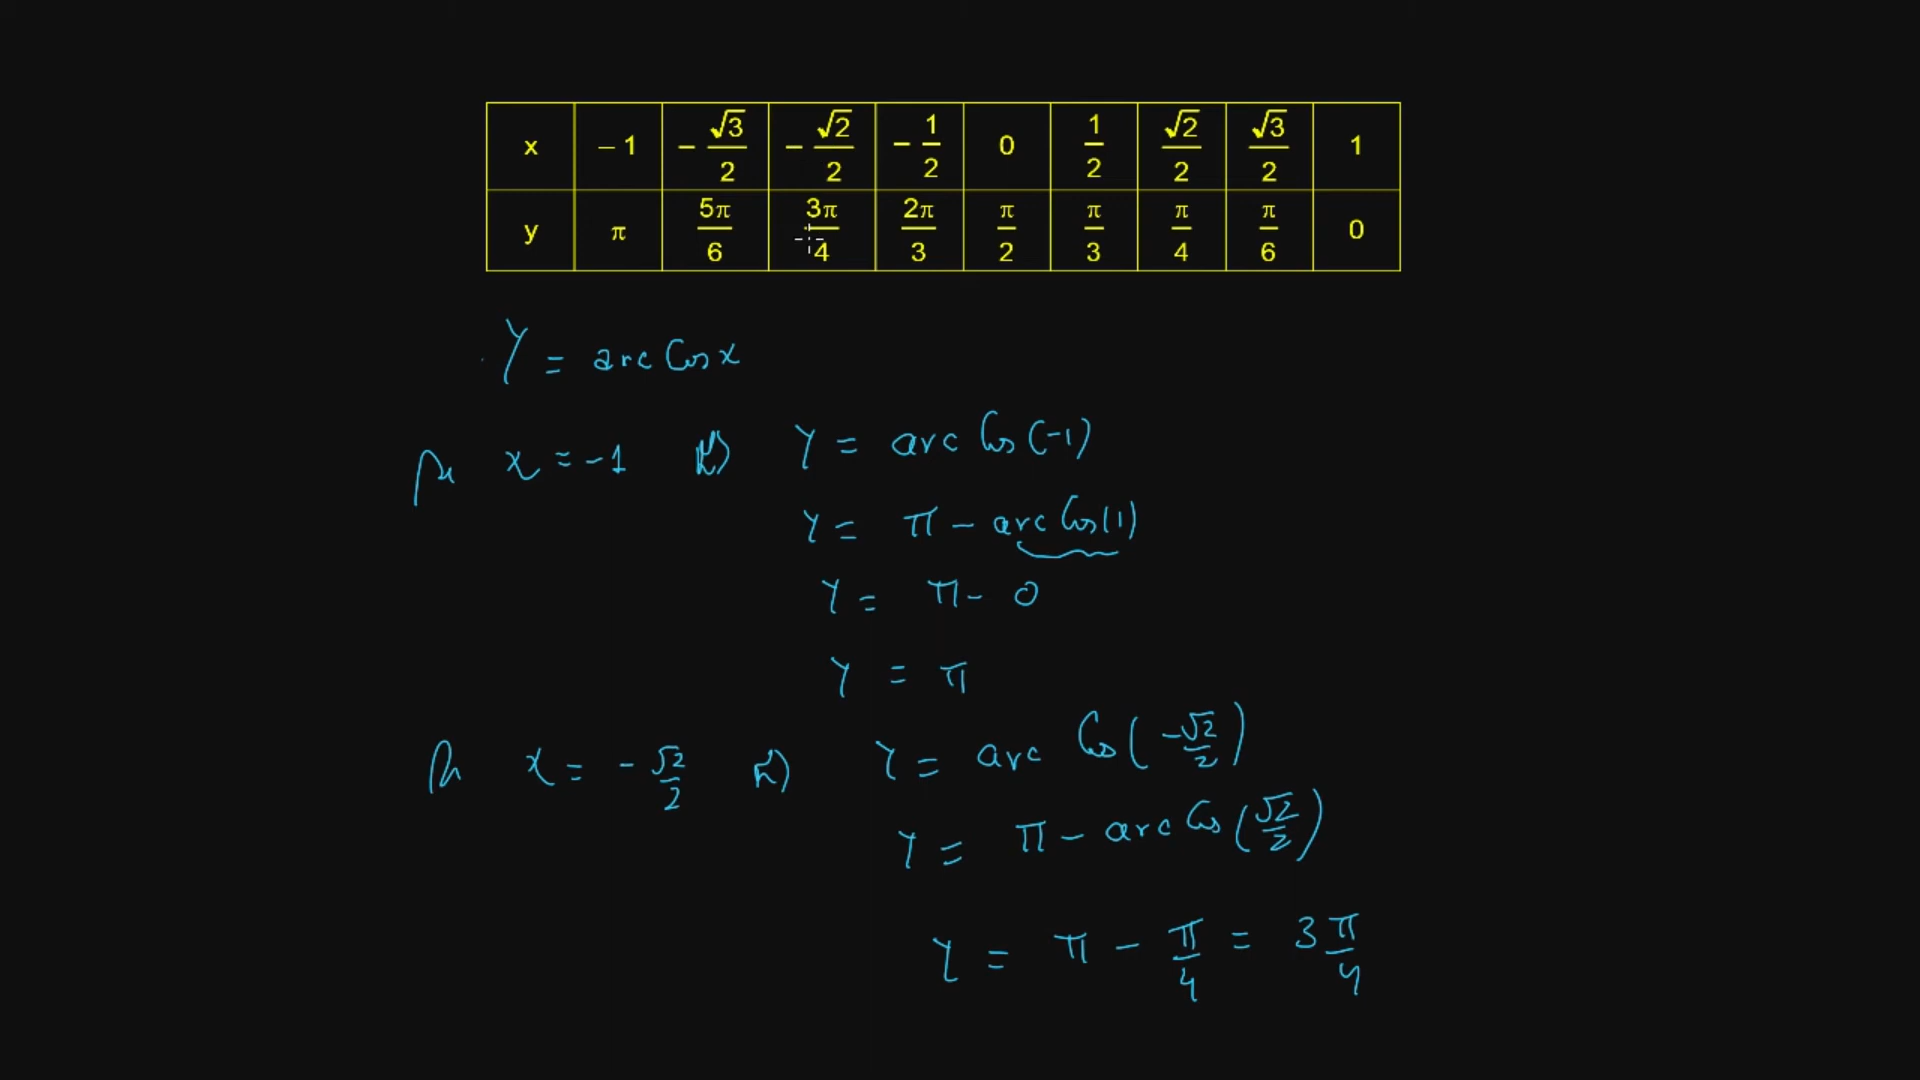 x −1 −√3/2 −√2/2 −1/2 0 1/2 √2/2 √3/2 1
y π 5π/6 3π/4 2π/3 π/2 π/3 π/4 π/6 0
Y = arc Cos x
x = -1
Y = arc Cos (-1)
Y = π - arc Cos(1)
Y = π - 0
Y = π
x = -√2/2
Y = arc Cos (-√2/2)
Y = π - arc Cos (√2/2)
Y = π - π/4 = 3π/4